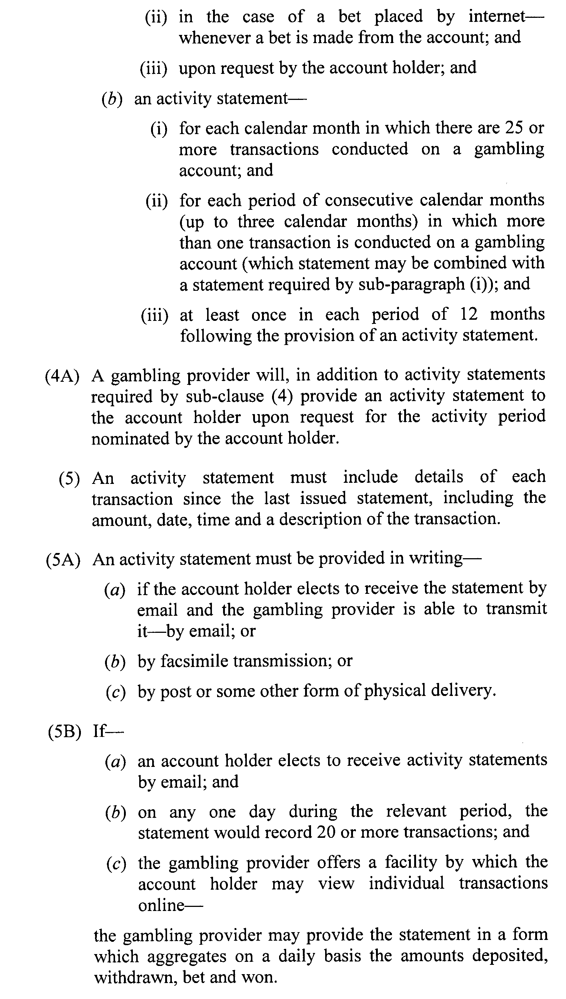 (ii) in the case of a bet placed by internet—
whenever a bet is made from the account; and
(iii) upon request by the account holder; and
(b) an activity statement—
(i) for each calendar month in which there are 25 or
more transactions conducted on a gambling
account; and
(ii) for each period of consecutive calendar months
(up to three calendar months) in which more
than one transaction is conducted on a gambling
account (which statement may be combined with
a statement required by sub-paragraph (i)); and
(iii) at least once in each period of 12 months
following the provision of an activity statement.
(4A) A gambling provider will, in addition to activity statements
required by sub-clause (4) provide an activity statement to
the account holder upon request for the activity period
nominated by the account holder.
(5) An activity statement must include details of each
transaction since the last issued statement, including the
amount, date, time and a description of the transaction.
(5A) An activity statement must be provided in writing—
(a) if the account holder elects to receive the statement by
email and the gambling provider is able to transmit
it—by email; or
(b) by facsimile transmission; or
(c) by post or some other form of physical delivery.
(5B) If—
(a) an account holder elects to receive activity statements
by email; and
(b) on any one day during the relevant period, the
statement would record 20 or more transactions; and
(c) the gambling provider offers a facility by which the
account holder may view individual transactions
online—
the gambling provider may provide the statement in a form
which aggregates on a daily basis the amounts deposited,
withdrawn, bet and won.